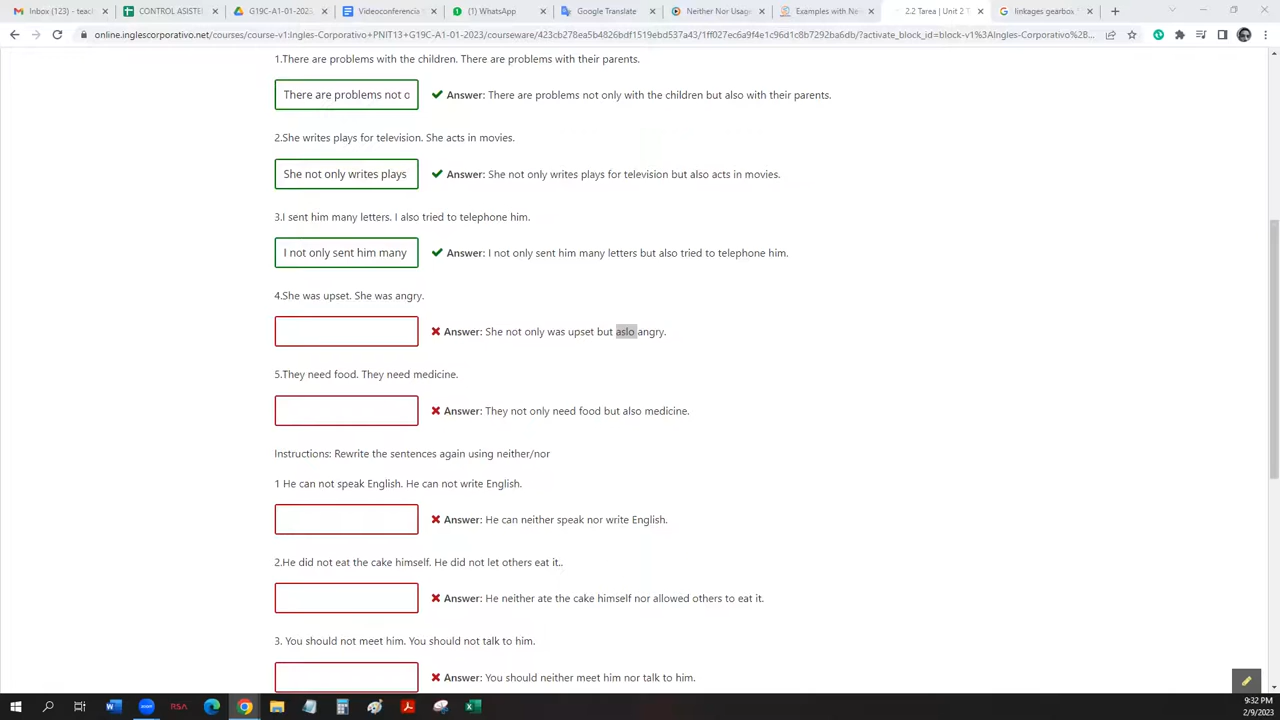 Inbox (123) - teac
CONTROL ASISTEN
G19C-A1-01-2023
Videoconferencia
(1) WhatsApp
Google Translate
Neither Nor Usage
Examples with Ne
2.2 Tarea | Unit 2 T
linkages gearbox
online.inglescorporativo.net/courses/course-v1:Ingles-Corporativo+PNIT13+G19C-A1-01-2023/courseware/423cb278ea5b4826bdf1519ebd537a43/1ff027ec6a9f4e1c96d1c8b7292ba6db/?activate_block_id=block-v1%3AIngles-Corporativo%2B...
1.There are problems with the children. There are problems with their parents.
There are problems not o
Answer: There are problems not only with the children but also with their parents.
2.She writes plays for television. She acts in movies.
She not only writes plays
Answer: She not only writes plays for television but also acts in movies.
3.I sent him many letters. I also tried to telephone him.
I not only sent him many
Answer: I not only sent him many letters but also tried to telephone him.
4.She was upset. She was angry.
Answer: She not only was upset but aslo angry.
5.They need food. They need medicine.
Answer: They not only need food but also medicine.
Instructions: Rewrite the sentences again using neither/nor
1 He can not speak English. He can not write English.
Answer: He can neither speak nor write English.
2.He did not eat the cake himself. He did not let others eat it..
Answer: He neither ate the cake himself nor allowed others to eat it.
3. You should not meet him. You should not talk to him.
Answer: You should neither meet him nor talk to him.
RSA
9:32 PM
2/9/2023